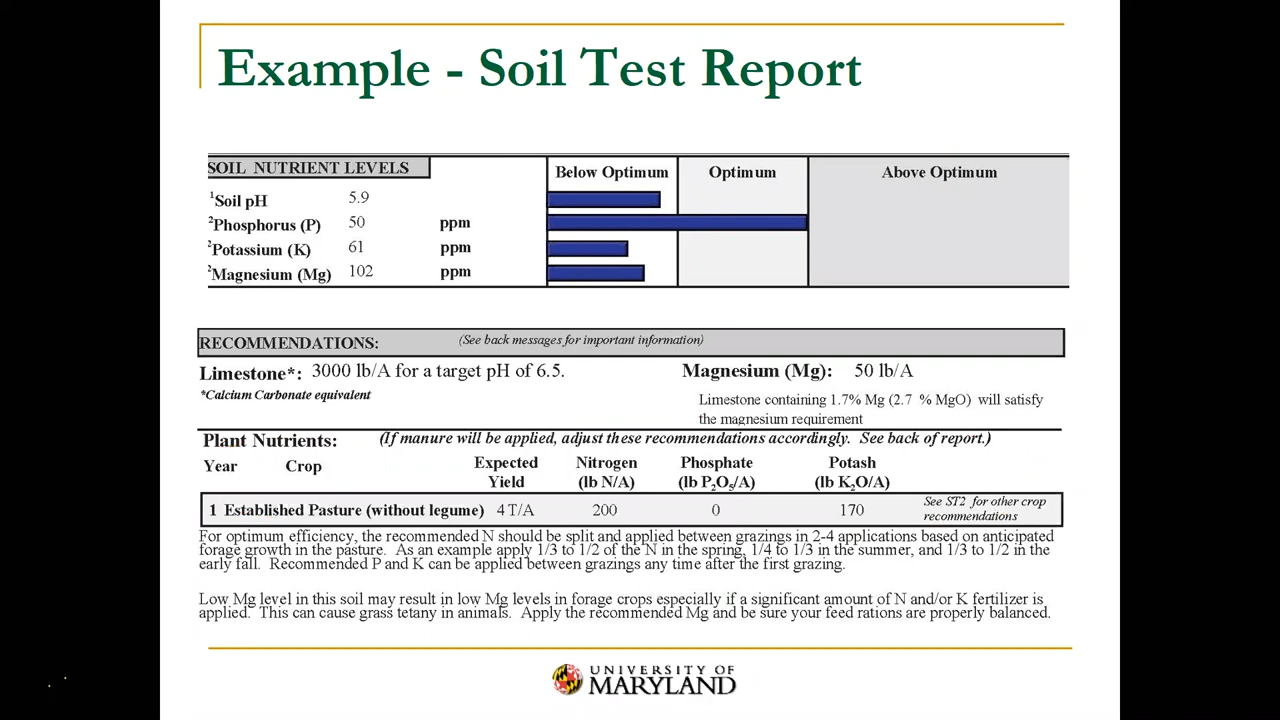 Example - Soil Test Report
SOIL NUTRIENT LEVELS
Below Optimum Optimum Above Optimum
1Soil pH 5.9
2Phosphorus (P) 50 ppm
2Potassium (K) 61 ppm
2Magnesium (Mg) 102 ppm
RECOMMENDATIONS: (See back messages for important information)
Limestone*: 3000 lb/A for a target pH of 6.5. Magnesium (Mg): 50 lb/A
*Calcium Carbonate equivalent
Limestone containing 1.7% Mg (2.7 % MgO) will satisfy
the magnesium requirement
Plant Nutrients: (If manure will be applied, adjust these recommendations accordingly. See back of report.)
Year Crop Expected Nitrogen Phosphate Potash
Yield (lb N/A) (lb P2O5/A) (lb K2O/A)
1 Established Pasture (without legume) 4 T/A 200 0 170
See ST2 for other crop
recommendations
For optimum efficiency, the recommended N should be split and applied between grazings in 2-4 applications based on anticipated
forage growth in the pasture. As an example apply 1/3 to 1/2 of the N in the spring, 1/4 to 1/3 in the summer, and 1/3 to 1/2 in the
early fall. Recommended P and K can be applied between grazings any time after the first grazing.
Low Mg level in this soil may result in low Mg levels in forage crops especially if a significant amount of N and/or K fertilizer is
applied. This can cause grass tetany in animals. Apply the recommended Mg and be sure your feed rations are properly balanced.
UNIVERSITY OF
MARYLAND